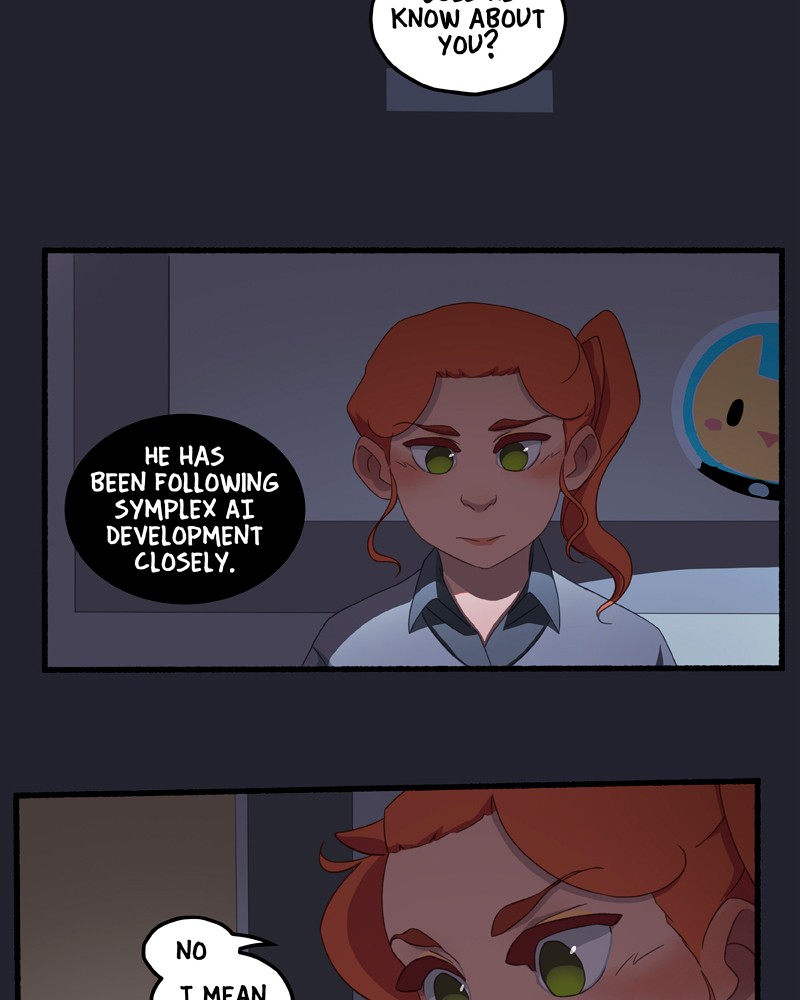 KNOW ABOUT
YOU?
HE HAS
BEEN FOLLOWING
SYMPLEX AI
DEVELOPMENT
CLOSELY.
NO
I MEAN